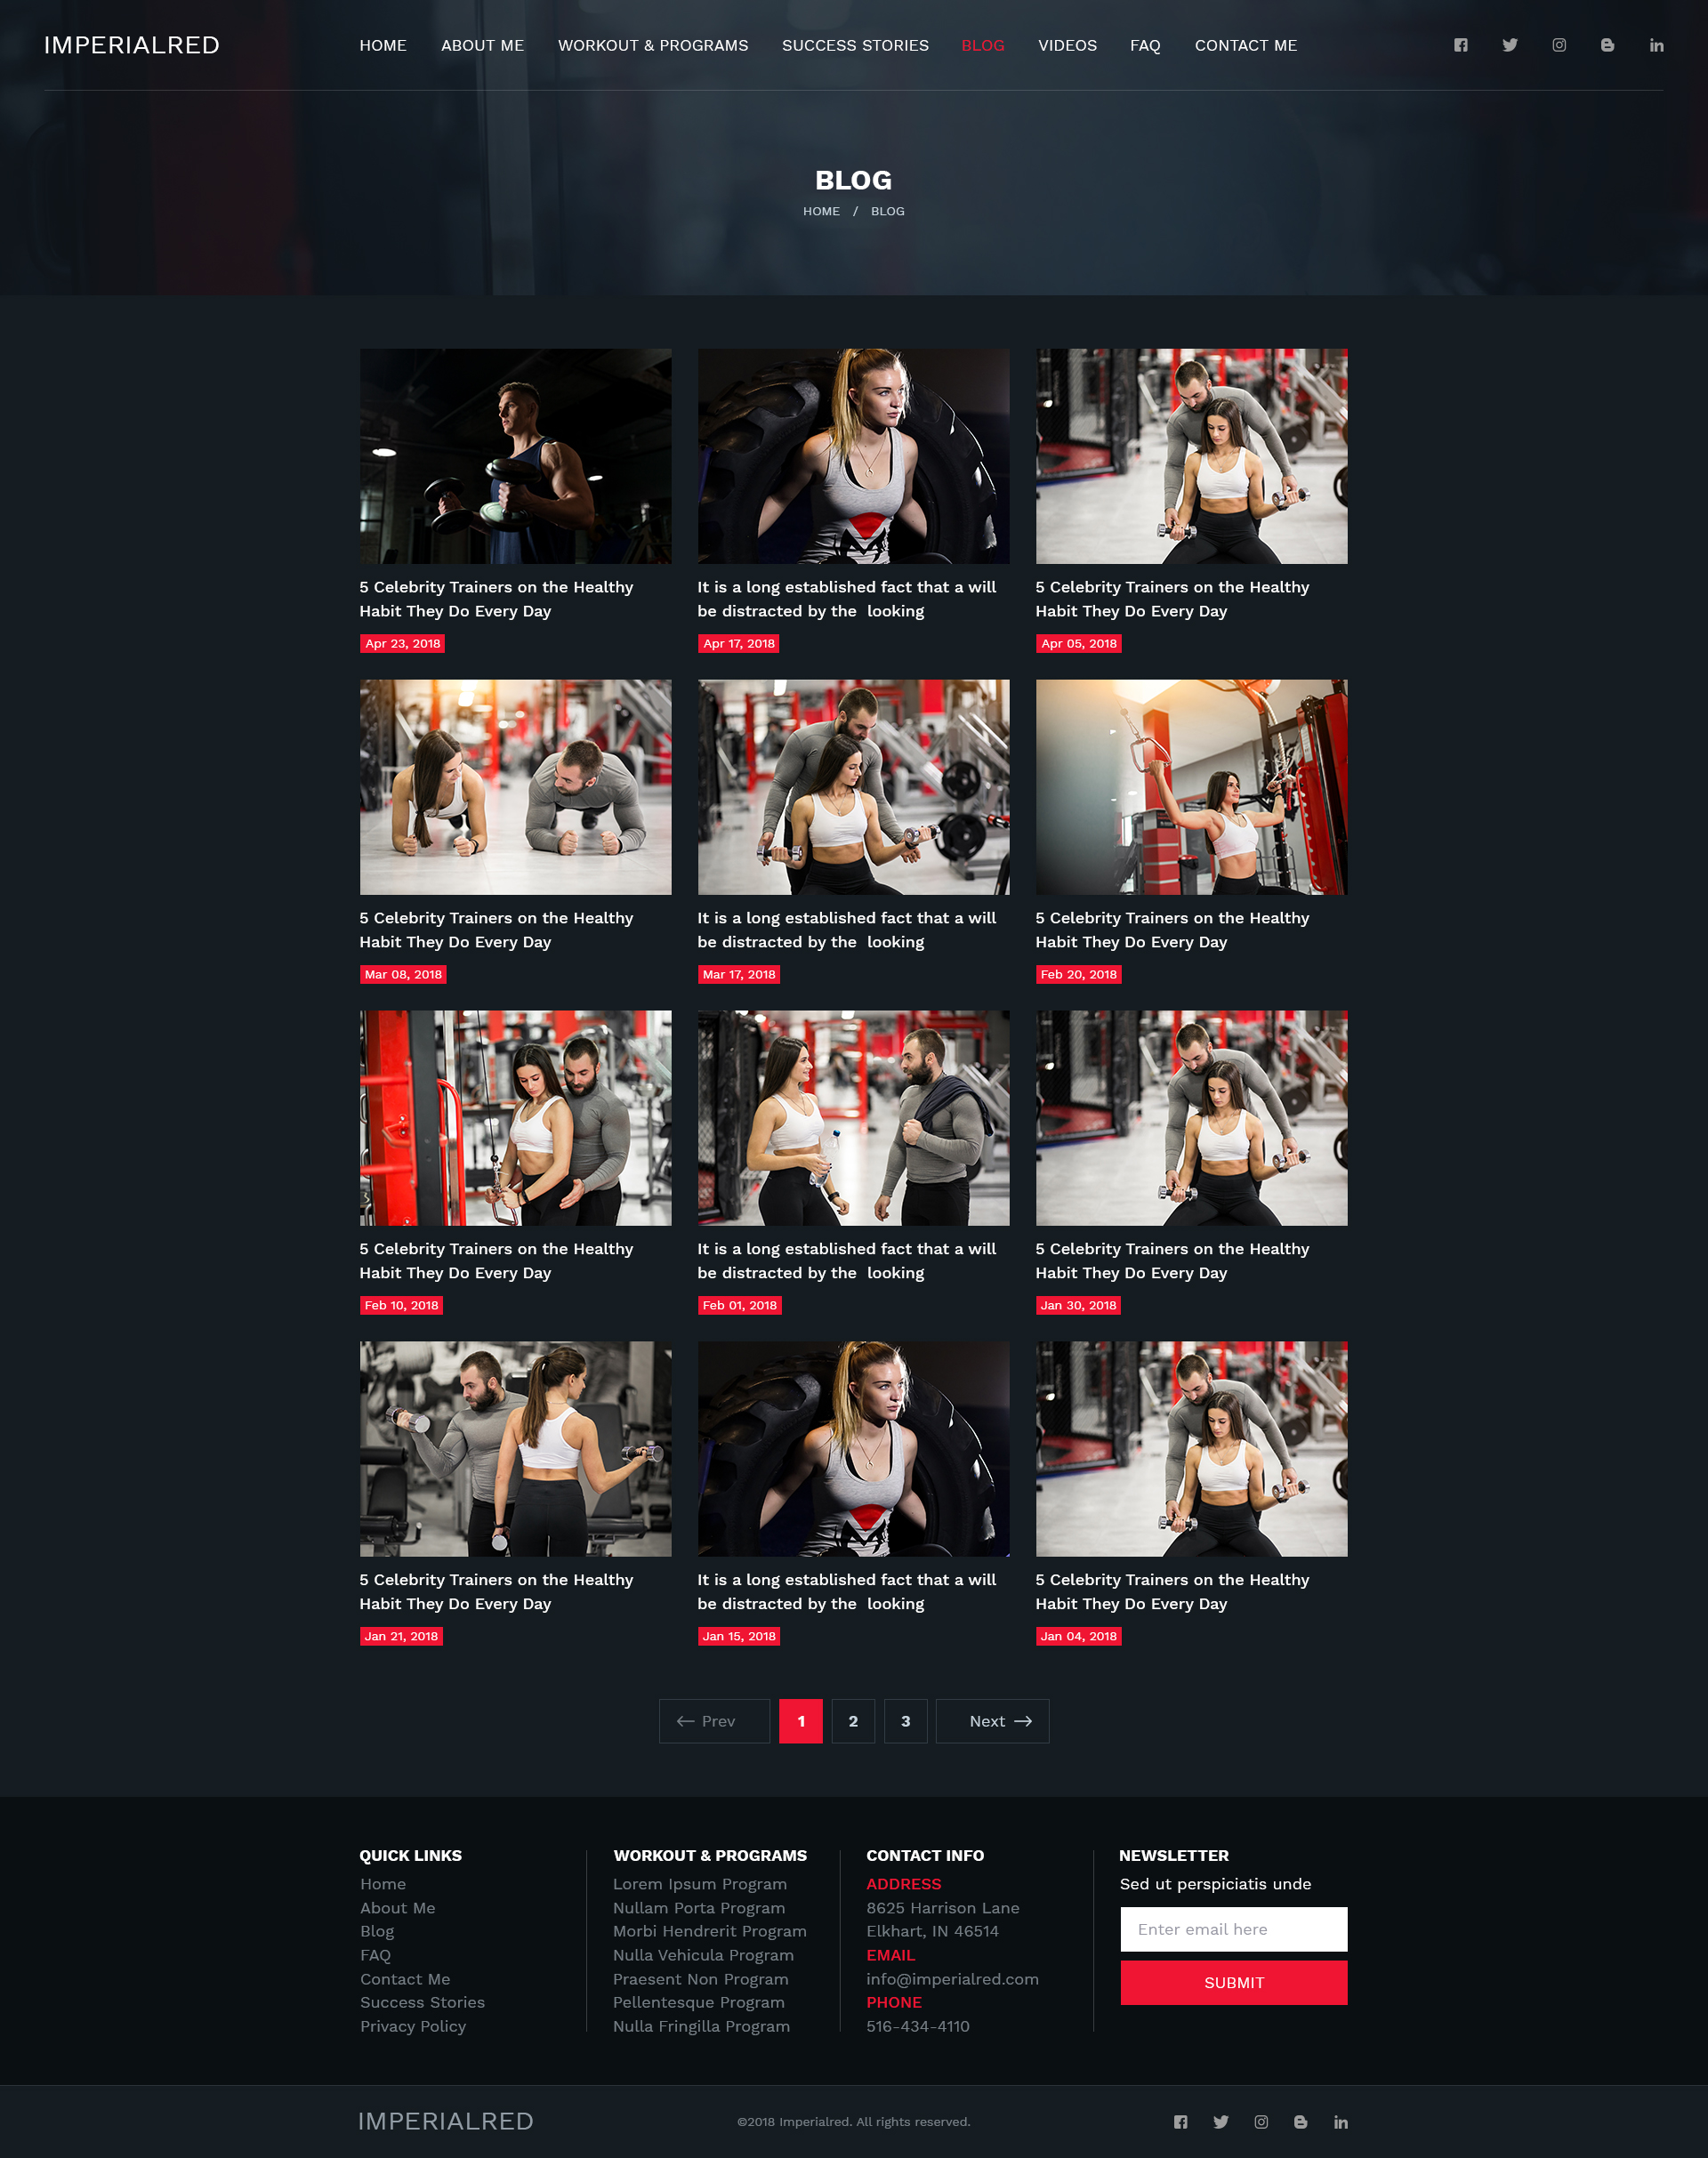 IMPERIALRED
HOME ABOUT ME WORKOUT & PROGRAMS SUCCESS STORIES BLOG VIDEOS FAQ CONTACT ME
BLOG
HOME / BLOG
5 Celebrity Trainers on the Healthy
Habit They Do Every Day
Apr 23, 2018
It is a long established fact that a will
be distracted by the looking
Apr 17, 2018
5 Celebrity Trainers on the Healthy
Habit They Do Every Day
Apr 05, 2018
5 Celebrity Trainers on the Healthy
Habit They Do Every Day
Mar 08, 2018
It is a long established fact that a will
be distracted by the looking
Mar 17, 2018
5 Celebrity Trainers on the Healthy
Habit They Do Every Day
Feb 20, 2018
5 Celebrity Trainers on the Healthy
Habit They Do Every Day
Feb 10, 2018
It is a long established fact that a will
be distracted by the looking
Feb 01, 2018
5 Celebrity Trainers on the Healthy
Habit They Do Every Day
Jan 30, 2018
5 Celebrity Trainers on the Healthy
Habit They Do Every Day
Jan 21, 2018
It is a long established fact that a will
be distracted by the looking
Jan 15, 2018
5 Celebrity Trainers on the Healthy
Habit They Do Every Day
Jan 04, 2018
Prev 1 2 3 Next
QUICK LINKS
Home
About Me
Blog
FAQ
Contact Me
Success Stories
Privacy Policy
WORKOUT & PROGRAMS
Lorem Ipsum Program
Nullam Porta Program
Morbi Hendrerit Program
Nulla Vehicula Program
Praesent Non Program
Pellentesque Program
Nulla Fringilla Program
CONTACT INFO
ADDRESS
8625 Harrison Lane
Elkhart, IN 46514
EMAIL
info@imperialred.com
PHONE
516-434-4110
NEWSLETTER
Sed ut perspiciatis unde
Enter email here
SUBMIT
IMPERIALRED
©2018 Imperialred. All rights reserved.